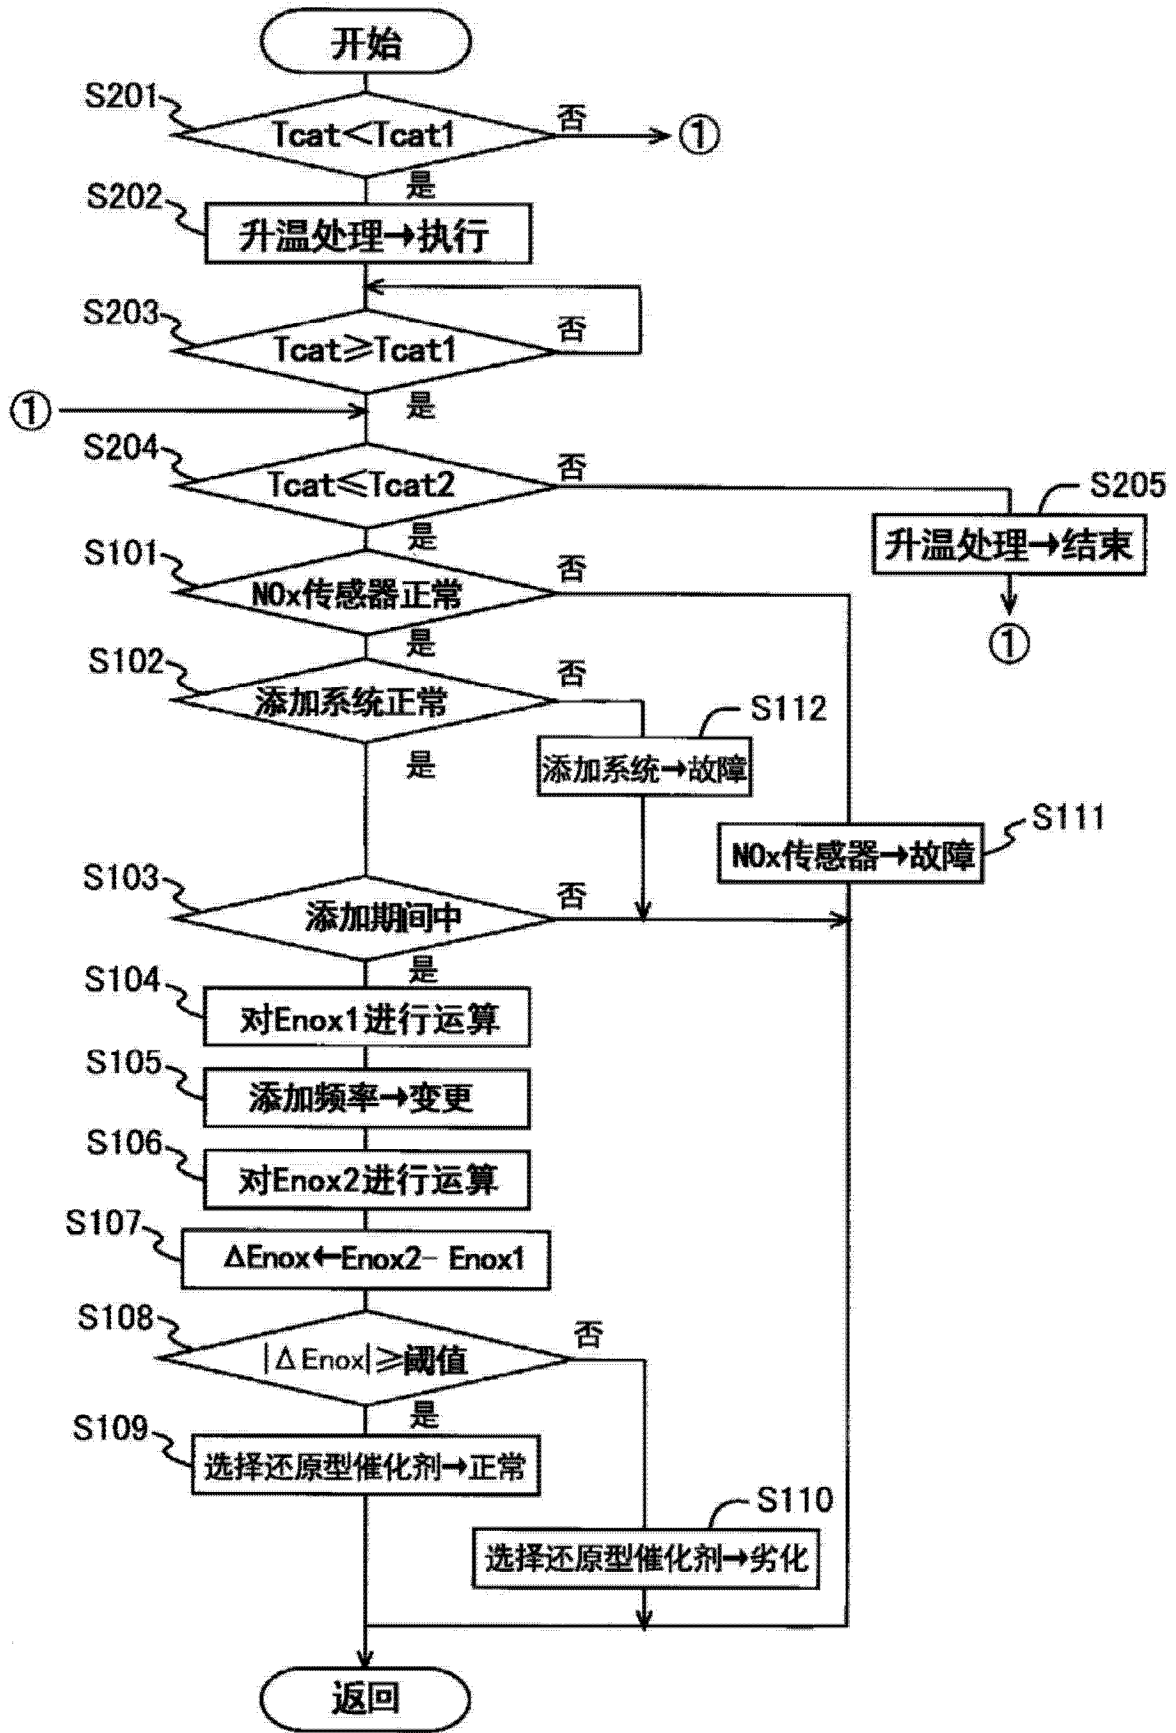 开始
S201
Tcat<Tcat1
否
①
是
S202
升温处理→执行
S203
Tcat≥Tcat1
否
是
①
S204
Tcat≤Tcat2
否
S205
升温处理→结束
①
是
S101
NOx传感器正常
否
是
S102
添加系统正常
否
S112
添加系统→故障
是
S111
NOx传感器→故障
S103
添加期间中
否
是
S104
对Enox1进行运算
S105
添加频率→变更
S106
对Enox2进行运算
S107
ΔEnox←Enox2- Enox1
S108
|ΔEnox|≥阈值
否
是
S109
选择还原型催化剂→正常
S110
选择还原型催化剂→劣化
返回